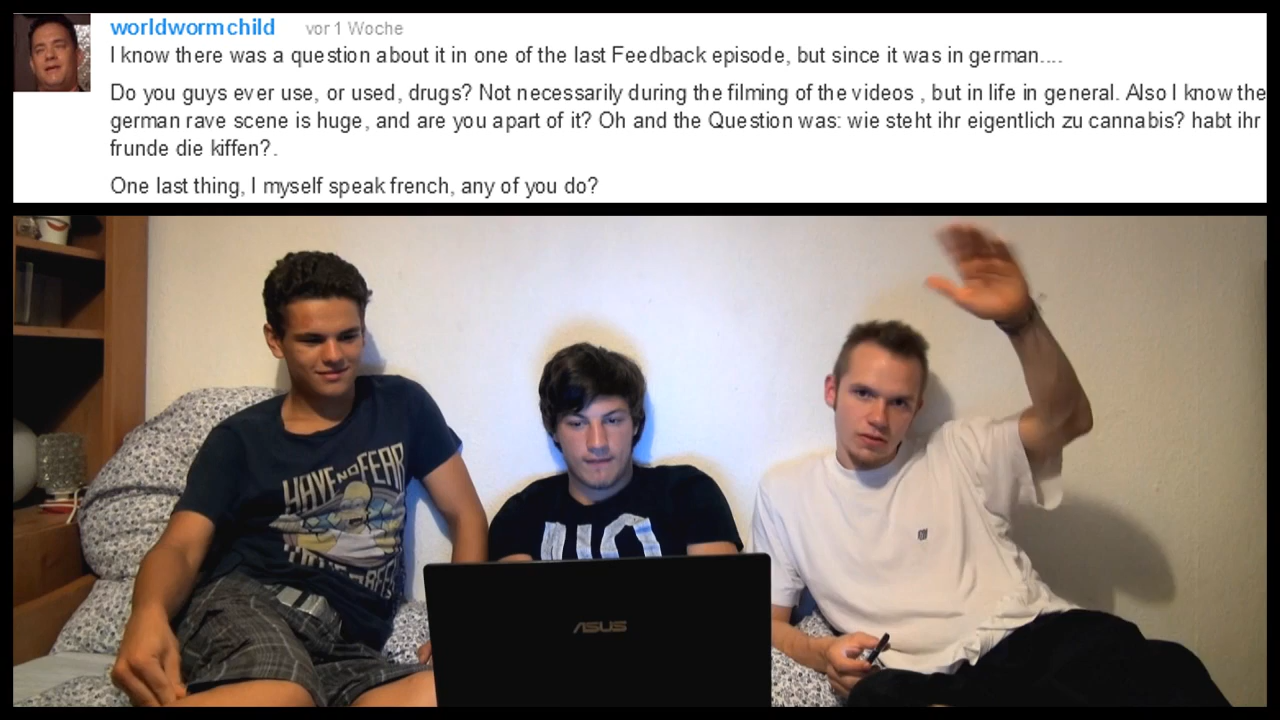 worldwormchild vor 1 Woche
I know there was a question about it in one of the last Feedback episode, but since it was in german....
Do you guys ever use, or used, drugs? Not necessarily during the filming of the videos , but in life in general. Also I know the
german rave scene is huge, and are you apart of it? Oh and the Question was: wie steht ihr eigentlich zu cannabis? habt ihr
frunde die kiffen?.
One last thing, I myself speak french, any of you do?
HAVE NO FEAR
ASUS